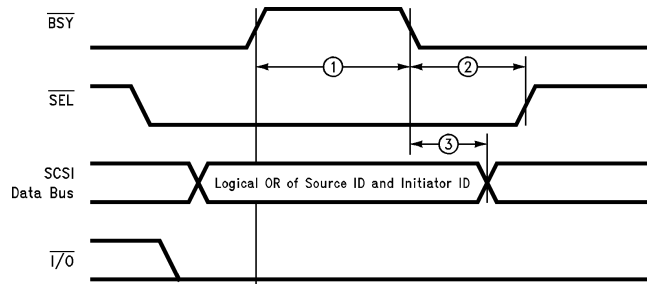 BSY
1
2
SEL
3
SCSI
Data Bus
Logical OR of Source ID and Initiator ID
I/O